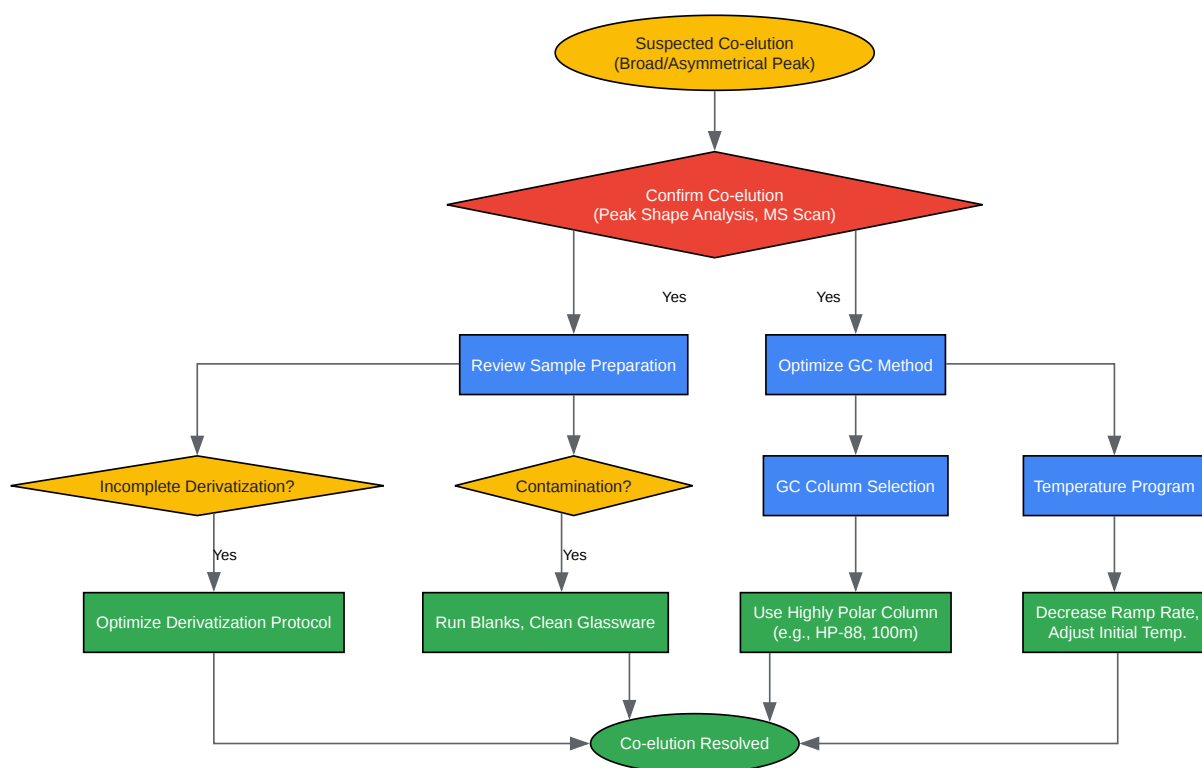 Suspected Co-elution
(Broad/Asymmetrical Peak)
Confirm Co-elution
(Peak Shape Analysis, MS Scan)
Yes
Yes
Review Sample Preparation
Optimize GC Method
Incomplete Derivatization?
Contamination?
GC Column Selection
Temperature Program
Yes
Yes
Optimize Derivatization Protocol
Run Blanks, Clean Glassware
Use Highly Polar Column
(e.g., HP-88, 100m)
Decrease Ramp Rate,
Adjust Initial Temp.
Co-elution Resolved